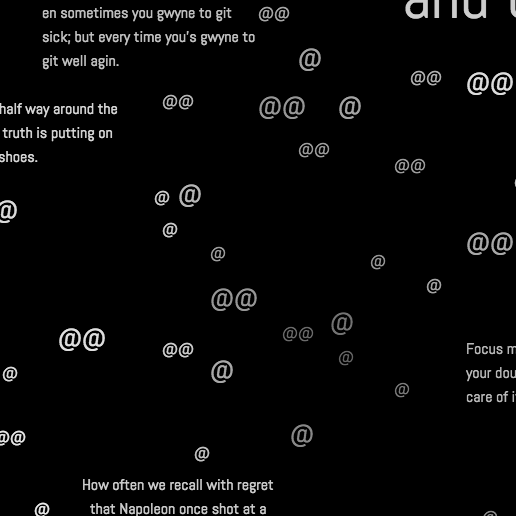 and
en sometimes you gwyne to git
@@
sick; but every time you's gwyne to
git well agin.
@
@@
@@
half way around the
@@
@@
@
truth is putting on
shoes.
@@
@@
@
@
@
@
@
@@
@
@
@
@@
@
@@
@@
@@
@
Focus
@
your
@
@
care of
@
@@
@
@
How often we recall with regret
@
that Napoleon once shot at a
@